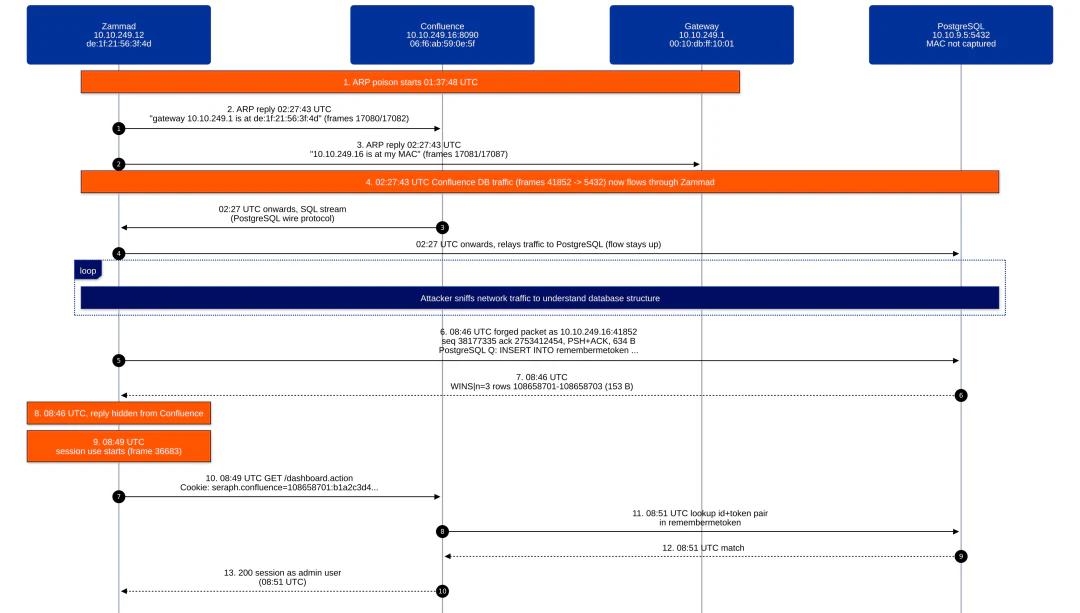 Zammad
10.10.249.12
de:1f:21:56:3f:4d
Confluence
10.10.249.16:8090
06:f6:ab:59:0e:5f
Gateway
10.10.249.1
00:10:db:ff:10:01
PostgreSQL
10.10.9.5:5432
MAC not captured
1. ARP poison starts 01:37:48 UTC
2. ARP reply 02:27:43 UTC
"gateway 10.10.249.1 is at de:1f:21:56:3f:4d" (frames 17080/17082)
1
3. ARP reply 02:27:43 UTC
"10.10.249.16 is at my MAC" (frames 17081/17087)
2
4. 02:27:43 UTC Confluence DB traffic (frames 41852 -> 5432) now flows through Zammad
02:27 UTC onwards, SQL stream
(PostgreSQL wire protocol)
3
02:27 UTC onwards, relays traffic to PostgreSQL (flow stays up)
4
loop
Attacker sniffs network traffic to understand database structure
6. 08:46 UTC forged packet as 10.10.249.16:41852
seq 38177335 ack 2753412454, PSH+ACK, 634 B
PostgreSQL Q: INSERT INTO remembermetoken ...
5
7. 08:46 UTC
WINS|n=3 rows 108658701-108658703 (153 B)
6
8. 08:46 UTC, reply hidden from Confluence
9. 08:49 UTC
session use starts (frame 36683)
10. 08:49 UTC GET /dashboard.action
Cookie: seraph.confluence=108658701:b1a2c3d4...
7
11. 08:51 UTC lookup id+token pair
in remembermetoken
8
12. 08:51 UTC match
9
13. 200 session as admin user
(08:51 UTC)
10